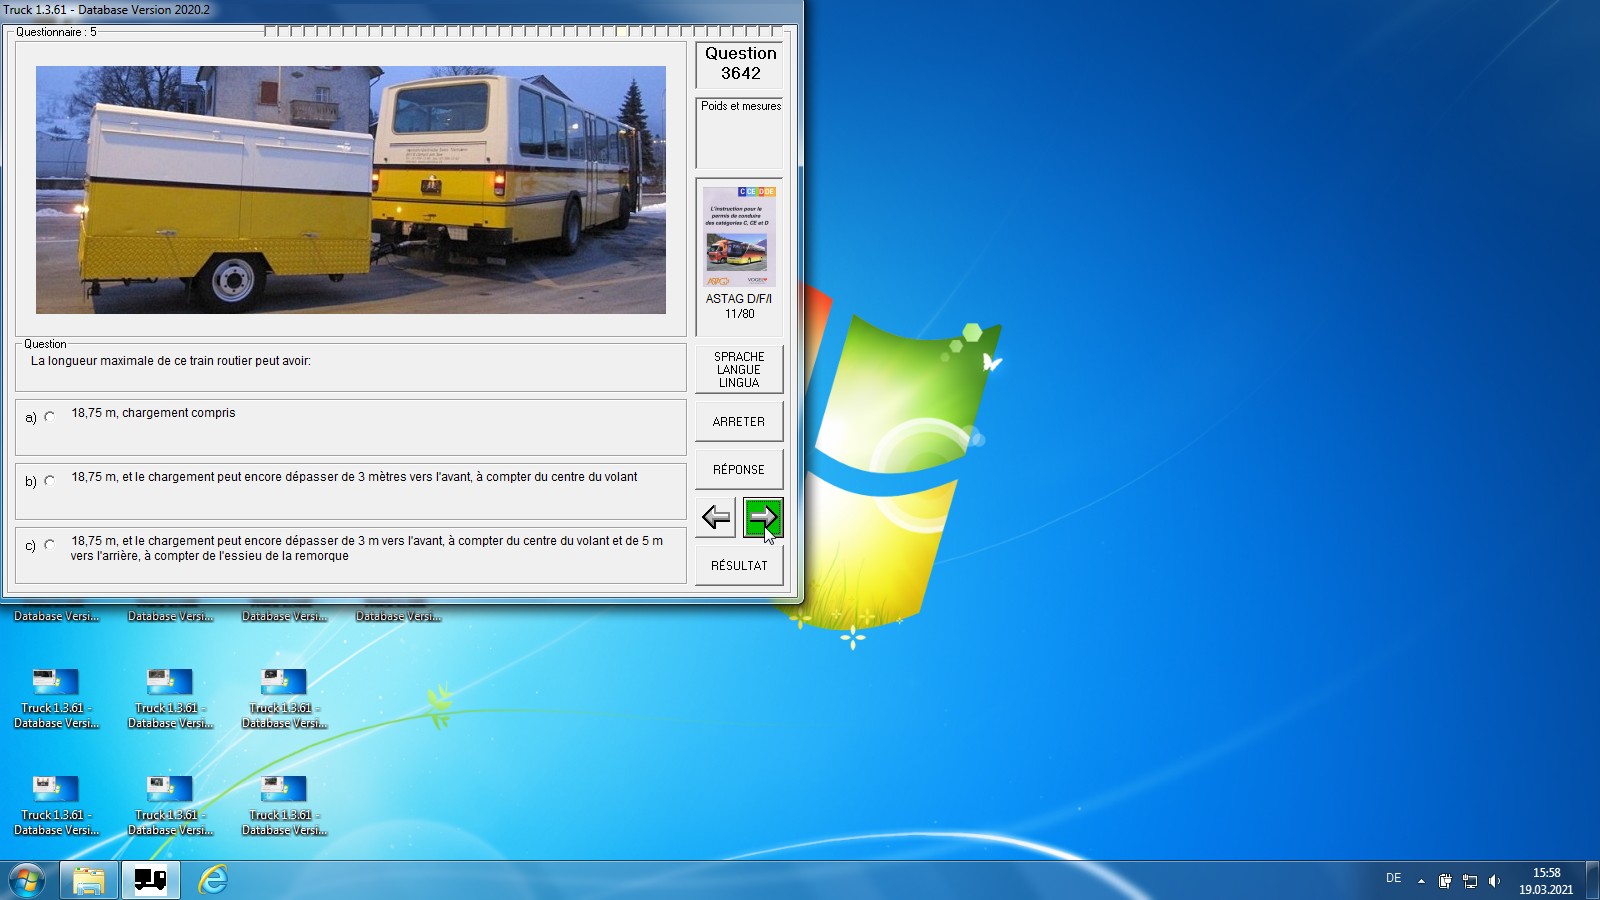 Truck 1.3.61 - Database Version 2020.2
Questionnaire : 5
Question
3642
Poids et mesures
C CE D DE
L'instruction pour le
permis de conduire
des catégories C, CE et D
ASTAG D/F/I
11/80
Question
La longueur maximale de ce train routier peut avoir:
a)
18,75 m, chargement compris
b)
18,75 m, et le chargement peut encore dépasser de 3 mètres vers l'avant, à compter du centre du volant
c)
18,75 m, et le chargement peut encore dépasser de 3 m vers l'avant, à compter du centre du volant et de 5 m
vers l'arrière, à compter de l'essieu de la remorque
SPRACHE
LANGUE
LINGUA
ARRETER
RÉPONSE
RÉSULTAT
Database Versi...
Database Versi...
Database Versi...
Database Versi...
Truck 1.3.61 -
Database Versi...
Truck 1.3.61 -
Database Versi...
Truck 1.3.61 -
Database Versi...
Truck 1.3.61 -
Database Versi...
Truck 1.3.61 -
Database Versi...
Truck 1.3.61 -
Database Versi...
DE
15:58
19.03.2021